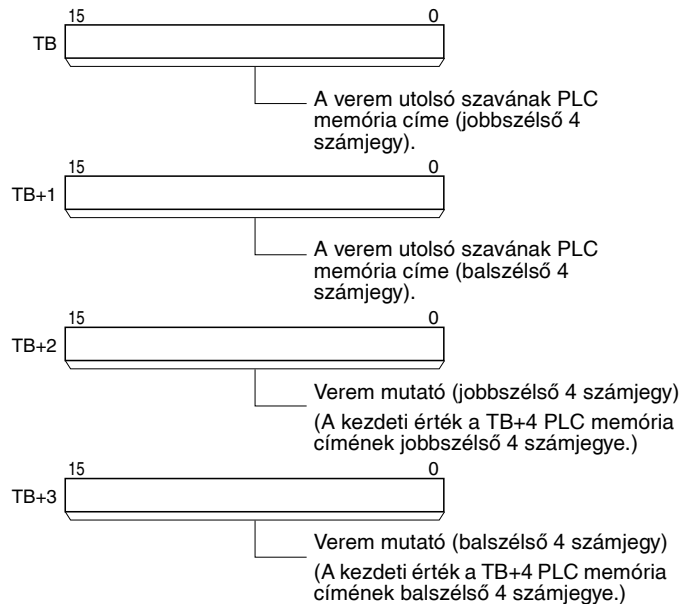 15 0
TB
A verem utolsó szavának PLC
memória címe (jobbszélső 4
számjegy).
15 0
TB+1
A verem utolsó szavának PLC
memória címe (balszélső 4
számjegy).
15 0
TB+2
Verem mutató (jobbszélső 4 számjegy)
(A kezdeti érték a TB+4 PLC memória
címének jobbszélső 4 számjegye.)
15 0
TB+3
Verem mutató (balszélső 4 számjegy)
(A kezdeti érték a TB+4 PLC memória
címének balszélső 4 számjegye.)